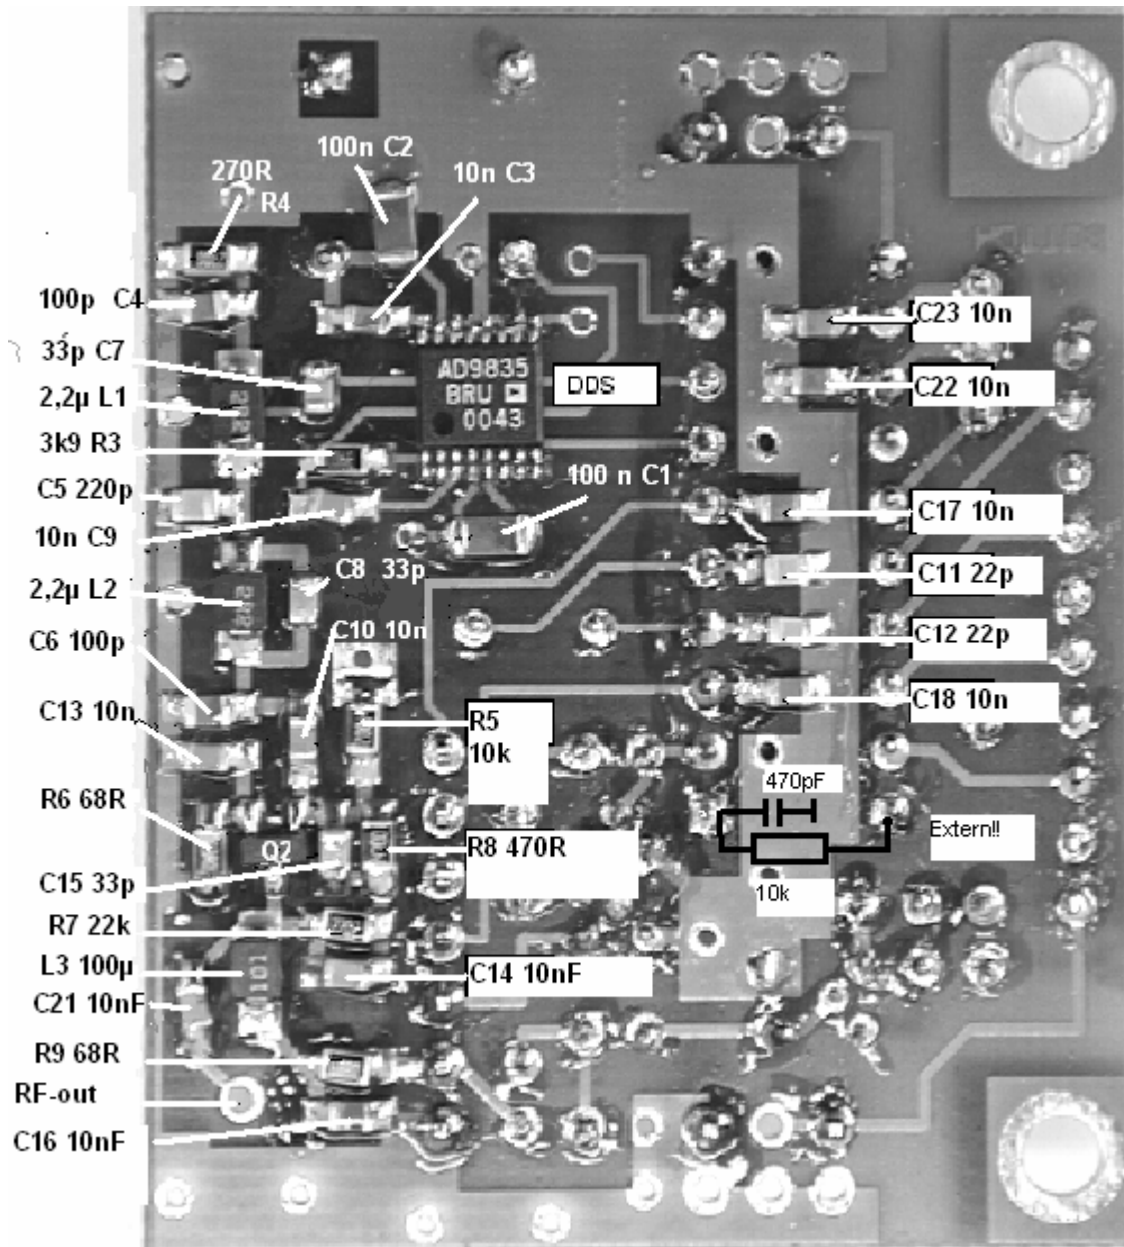 100n C2
10n C3
270R
R4
100p C4
33p C7
2,2µ L1
3k9 R3
C5 220p
10n C9
2,2µ L2
C6 100p
C13 10n
R6 68R
C15 33p
R7 22k
L3 100µ
C21 10nF
R9 68R
RF-out
C16 10nF
AD9835
BRU
0043
DDS
100 n C1
C8 33p
C10 10n
R5
10k
Q2
R8 470R
C14 10nF
C23 10n
C22 10n
C17 10n
C11 22p
C12 22p
C18 10n
470pF
Extern!!
10k